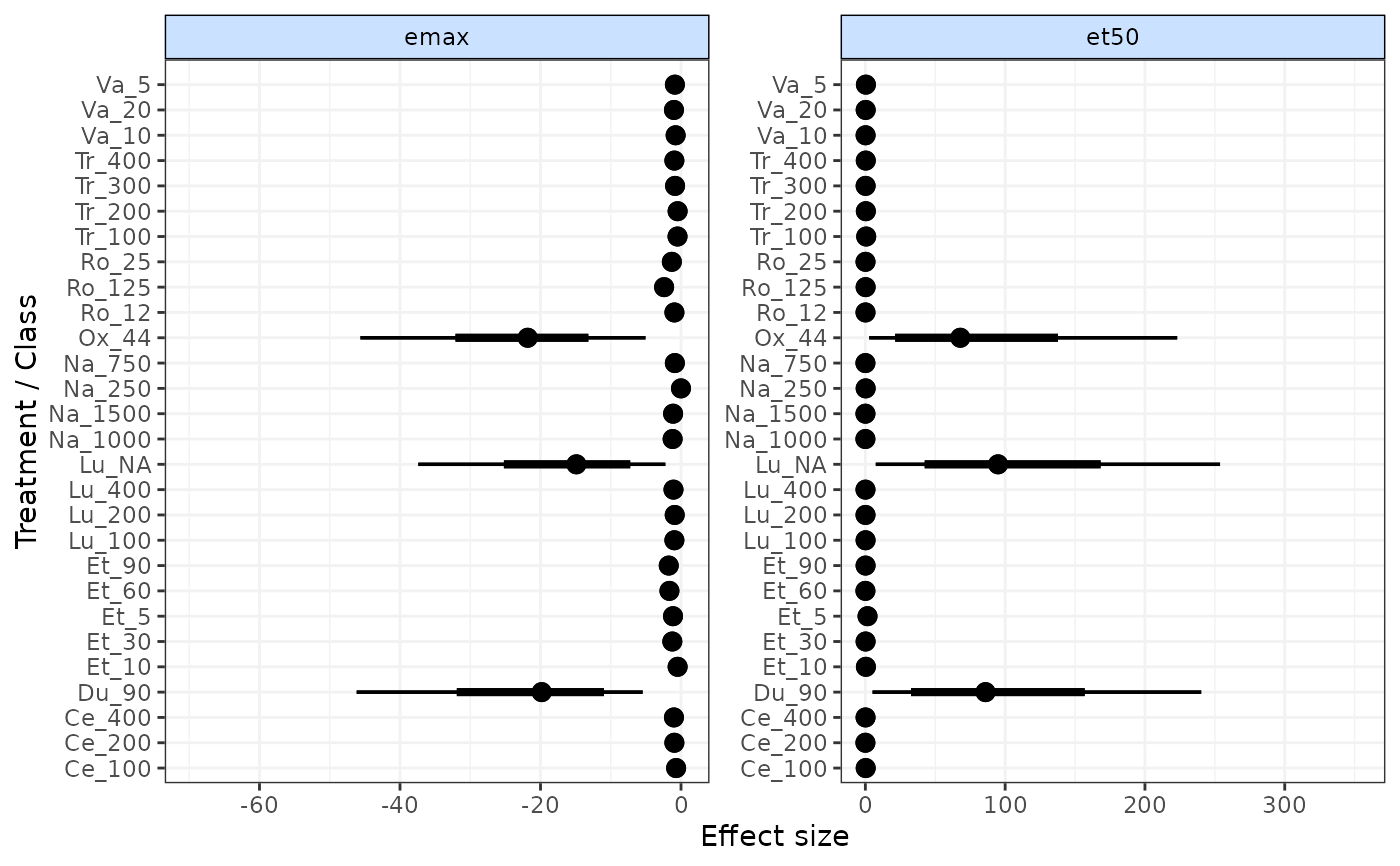 emax
et50
Treatment / Class
Va_5
Va_20
Va_10
Tr_400
Tr_300
Tr_200
Tr_100
Ro_25
Ro_125
Ro_12
Ox_44
Na_750
Na_250
Na_1500
Na_1000
Lu_NA
Lu_400
Lu_200
Lu_100
Et_90
Et_60
Et_5
Et_30
Et_10
Du_90
Ce_400
Ce_200
Ce_100
-60 -40 -20 0
Va_5
Va_20
Va_10
Tr_400
Tr_300
Tr_200
Tr_100
Ro_25
Ro_125
Ro_12
Ox_44
Na_750
Na_250
Na_1500
Na_1000
Lu_NA
Lu_400
Lu_200
Lu_100
Et_90
Et_60
Et_5
Et_30
Et_10
Du_90
Ce_400
Ce_200
Ce_100
0 100 200 300
Effect size